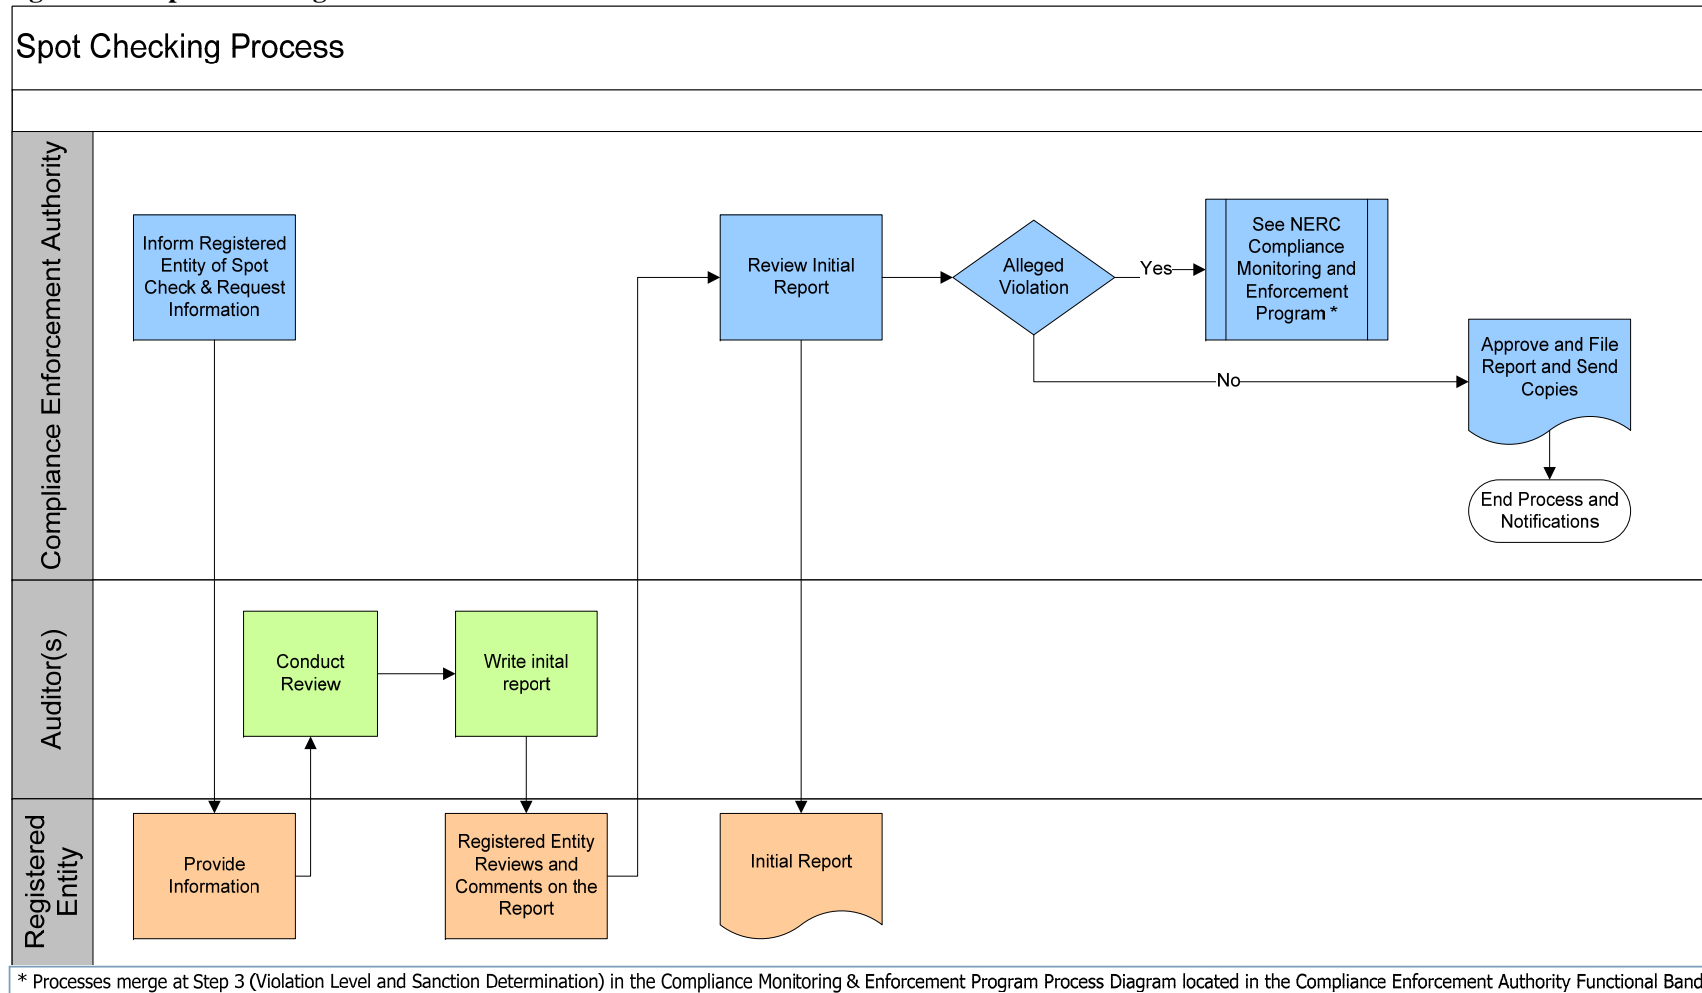 Spot Checking Process
Compliance Enforcement Authority
Inform Registered
Entity of Spot
Check & Request
Information
Review Initial
Report
Alleged
Violation
Yes
See NERC
Compliance
Monitoring and
Enforcement
Program *
No
Approve and File
Report and Send
Copies
End Process and
Notifications
Auditor(s)
Conduct
Review
Write inital
report
Registered
Entity
Provide
Information
Registered Entity
Reviews and
Comments on the
Report
Initial Report
* Processes merge at Step 3 (Violation Level and Sanction Determination) in the Compliance Monitoring & Enforcement Program Process Diagram located in the Compliance Enforcement Authority Functional Band